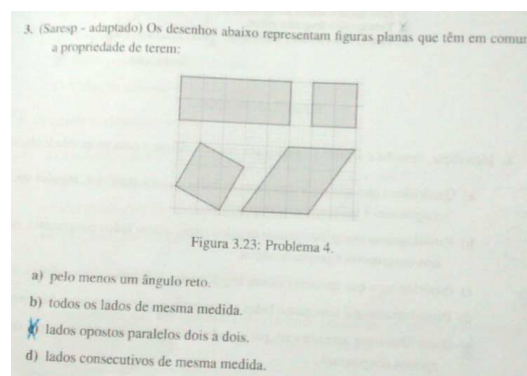 3. (Saresp - adaptado) Os desenhos abaixo representam figuras planas que têm em comum
a propriedade de terem:
Figura 3.23: Problema 4.
a) pelo menos um ângulo reto.
b) todos os lados de mesma medida.
lados opostos paralelos dois a dois.
d) lados consecutivos de mesma medida.